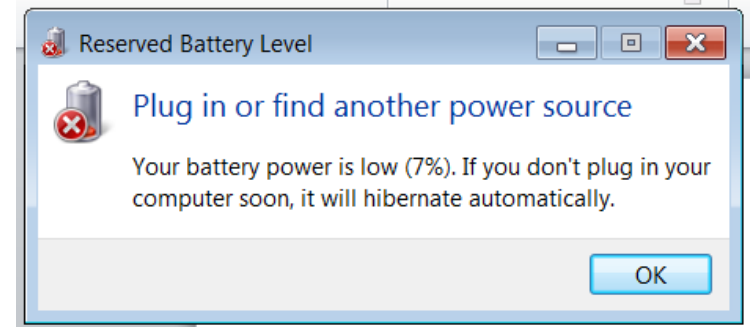 Reserved Battery Level
Plug in or find another power source
Your battery power is low (7%). If you don't plug in your
computer soon, it will hibernate automatically.
OK